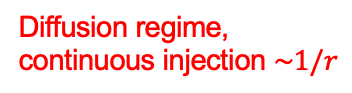 Diffusion regime,
continuous injection ~1/r